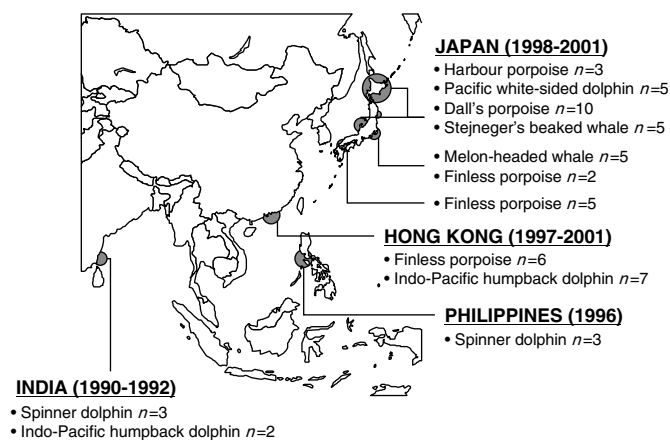 JAPAN (1998-2001)
• Harbour porpoise n=3
• Pacific white-sided dolphin n=5
• Dall's porpoise n=10
• Stejneger's beaked whale n=5
• Melon-headed whale n=5
• Finless porpoise n=2
• Finless porpoise n=5
HONG KONG (1997-2001)
• Finless porpoise n=6
• Indo-Pacific humpback dolphin n=7
PHILIPPINES (1996)
• Spinner dolphin n=3
INDIA (1990-1992)
• Spinner dolphin n=3
• Indo-Pacific humpback dolphin n=2